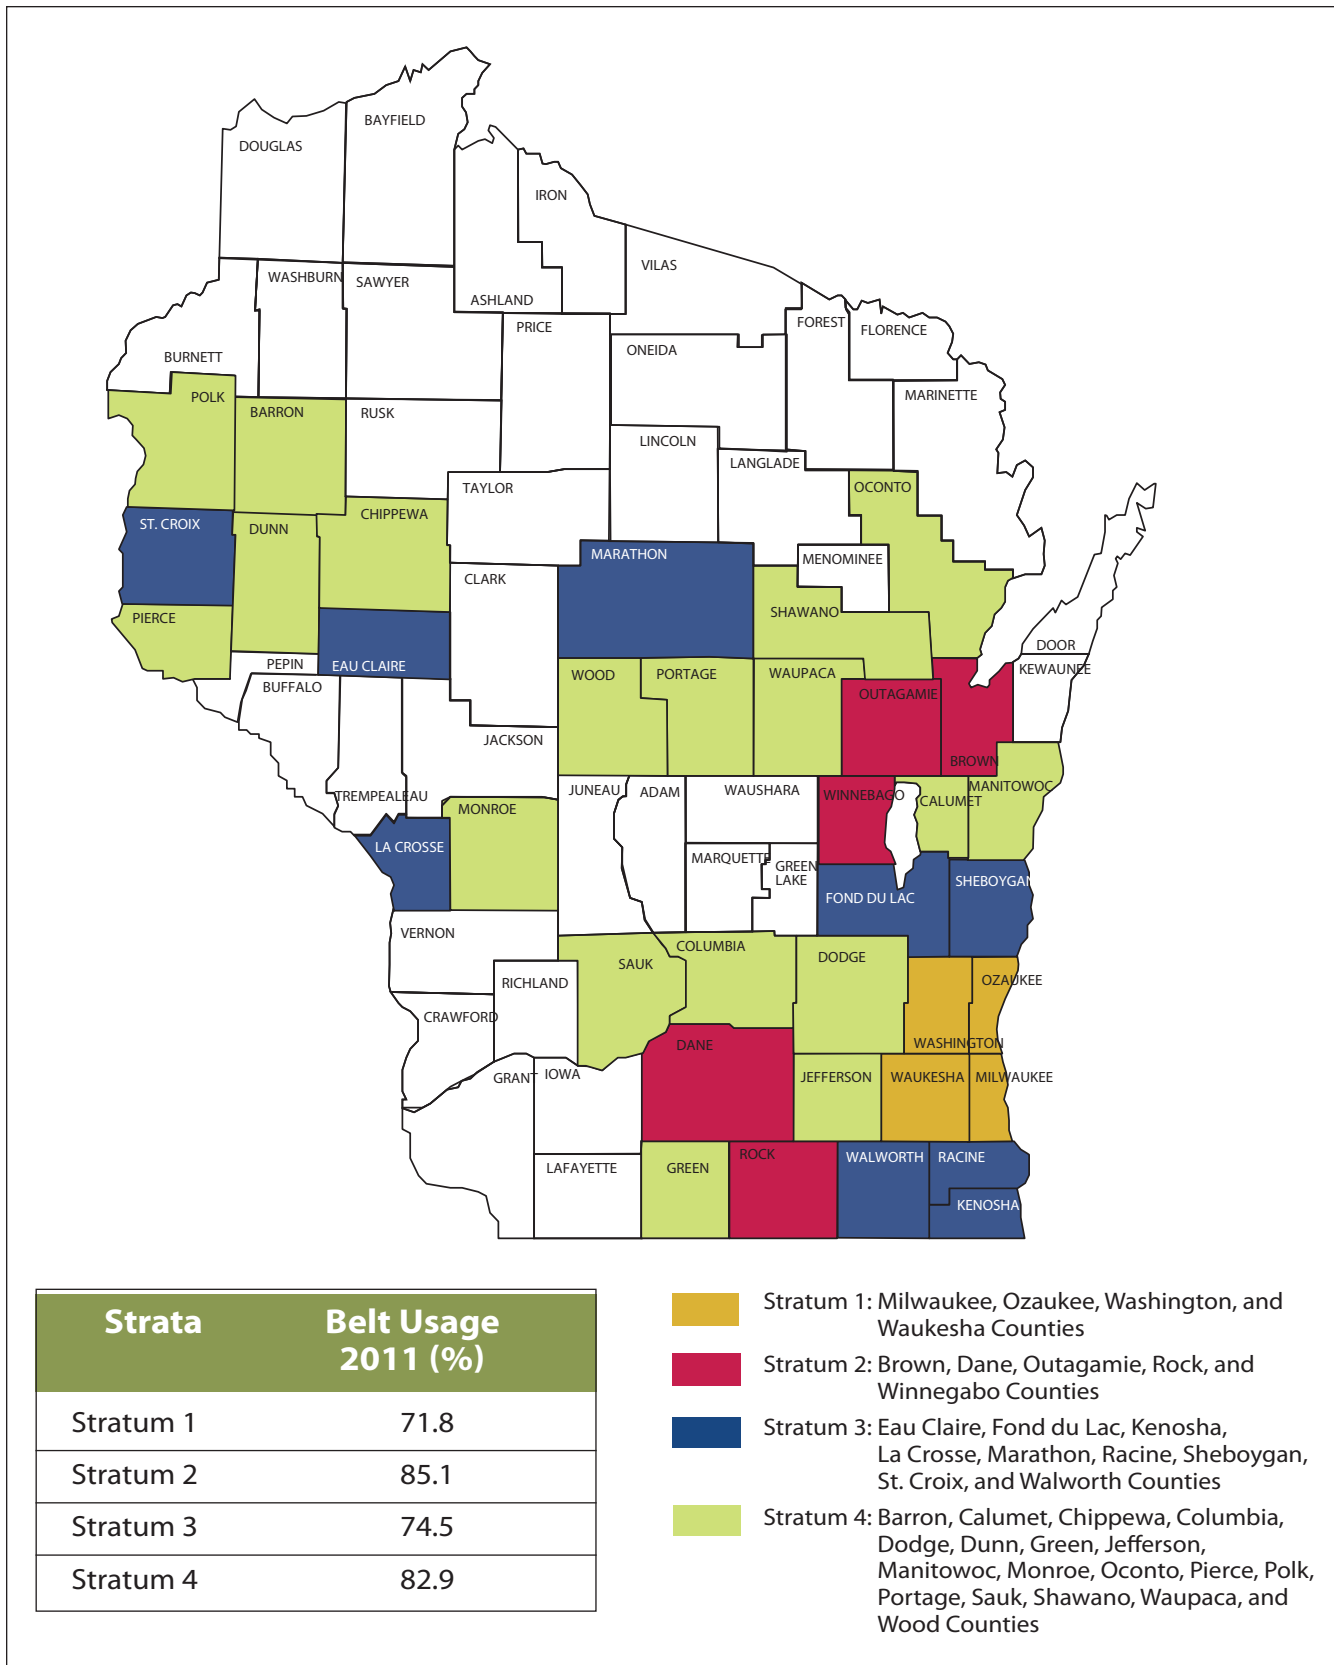 BAYFIELD
DOUGLAS
IRON
VILAS
WASHBURN
SAWYER
ASHLAND
PRICE
FOREST
FLORENCE
ONEIDA
BURNETT
POLK
BARRON
RUSK
MARINETTE
LINCOLN
LANGLADE
TAYLOR
OCONTO
CHIPPEWA
ST. CROIX
DUNN
MARATHON
MENOMINEE
CLARK
SHAWANO
PIERCE
DOOR
PEPIN
EAU CLAIRE
KEWAUNEE
BUFFALO
WOOD
PORTAGE
WAUPACA
OUTAGAMIE
JACKSON
BROWN
TREMPEALEAU
MONROE
JUNEAU
ADAM
WAUSHARA
WINNEBAGO
CALUMET
MANITOWOC
LA CROSSE
MARQUETTE
GREEN
LAKE
FOND DU LAC
SHEBOYGAN
VERNON
COLUMBIA
SAUK
DODGE
RICHLAND
OZAUKEE
CRAWFORD
DANE
WASHINGTON
GRANT
IOWA
JEFFERSON
WAUKESHA
MILWAUKEE
LAFAYETTE
GREEN
ROCK
WALWORTH
RACINE
KENOSHA
Strata Belt Usage
2011 (%)
Stratum 1 71.8
Stratum 2 85.1
Stratum 3 74.5
Stratum 4 82.9
Stratum 1: Milwaukee, Ozaukee, Washington, and
Waukesha Counties
Stratum 2: Brown, Dane, Outagamie, Rock, and
Winnegabo Counties
Stratum 3: Eau Claire, Fond du Lac, Kenosha,
La Crosse, Marathon, Racine, Sheboygan,
St. Croix, and Walworth Counties
Stratum 4: Barron, Calumet, Chippewa, Columbia,
Dodge, Dunn, Green, Jefferson,
Manitowoc, Monroe, Oconto, Pierce, Polk,
Portage, Sauk, Shawano, Waupaca, and
Wood Counties